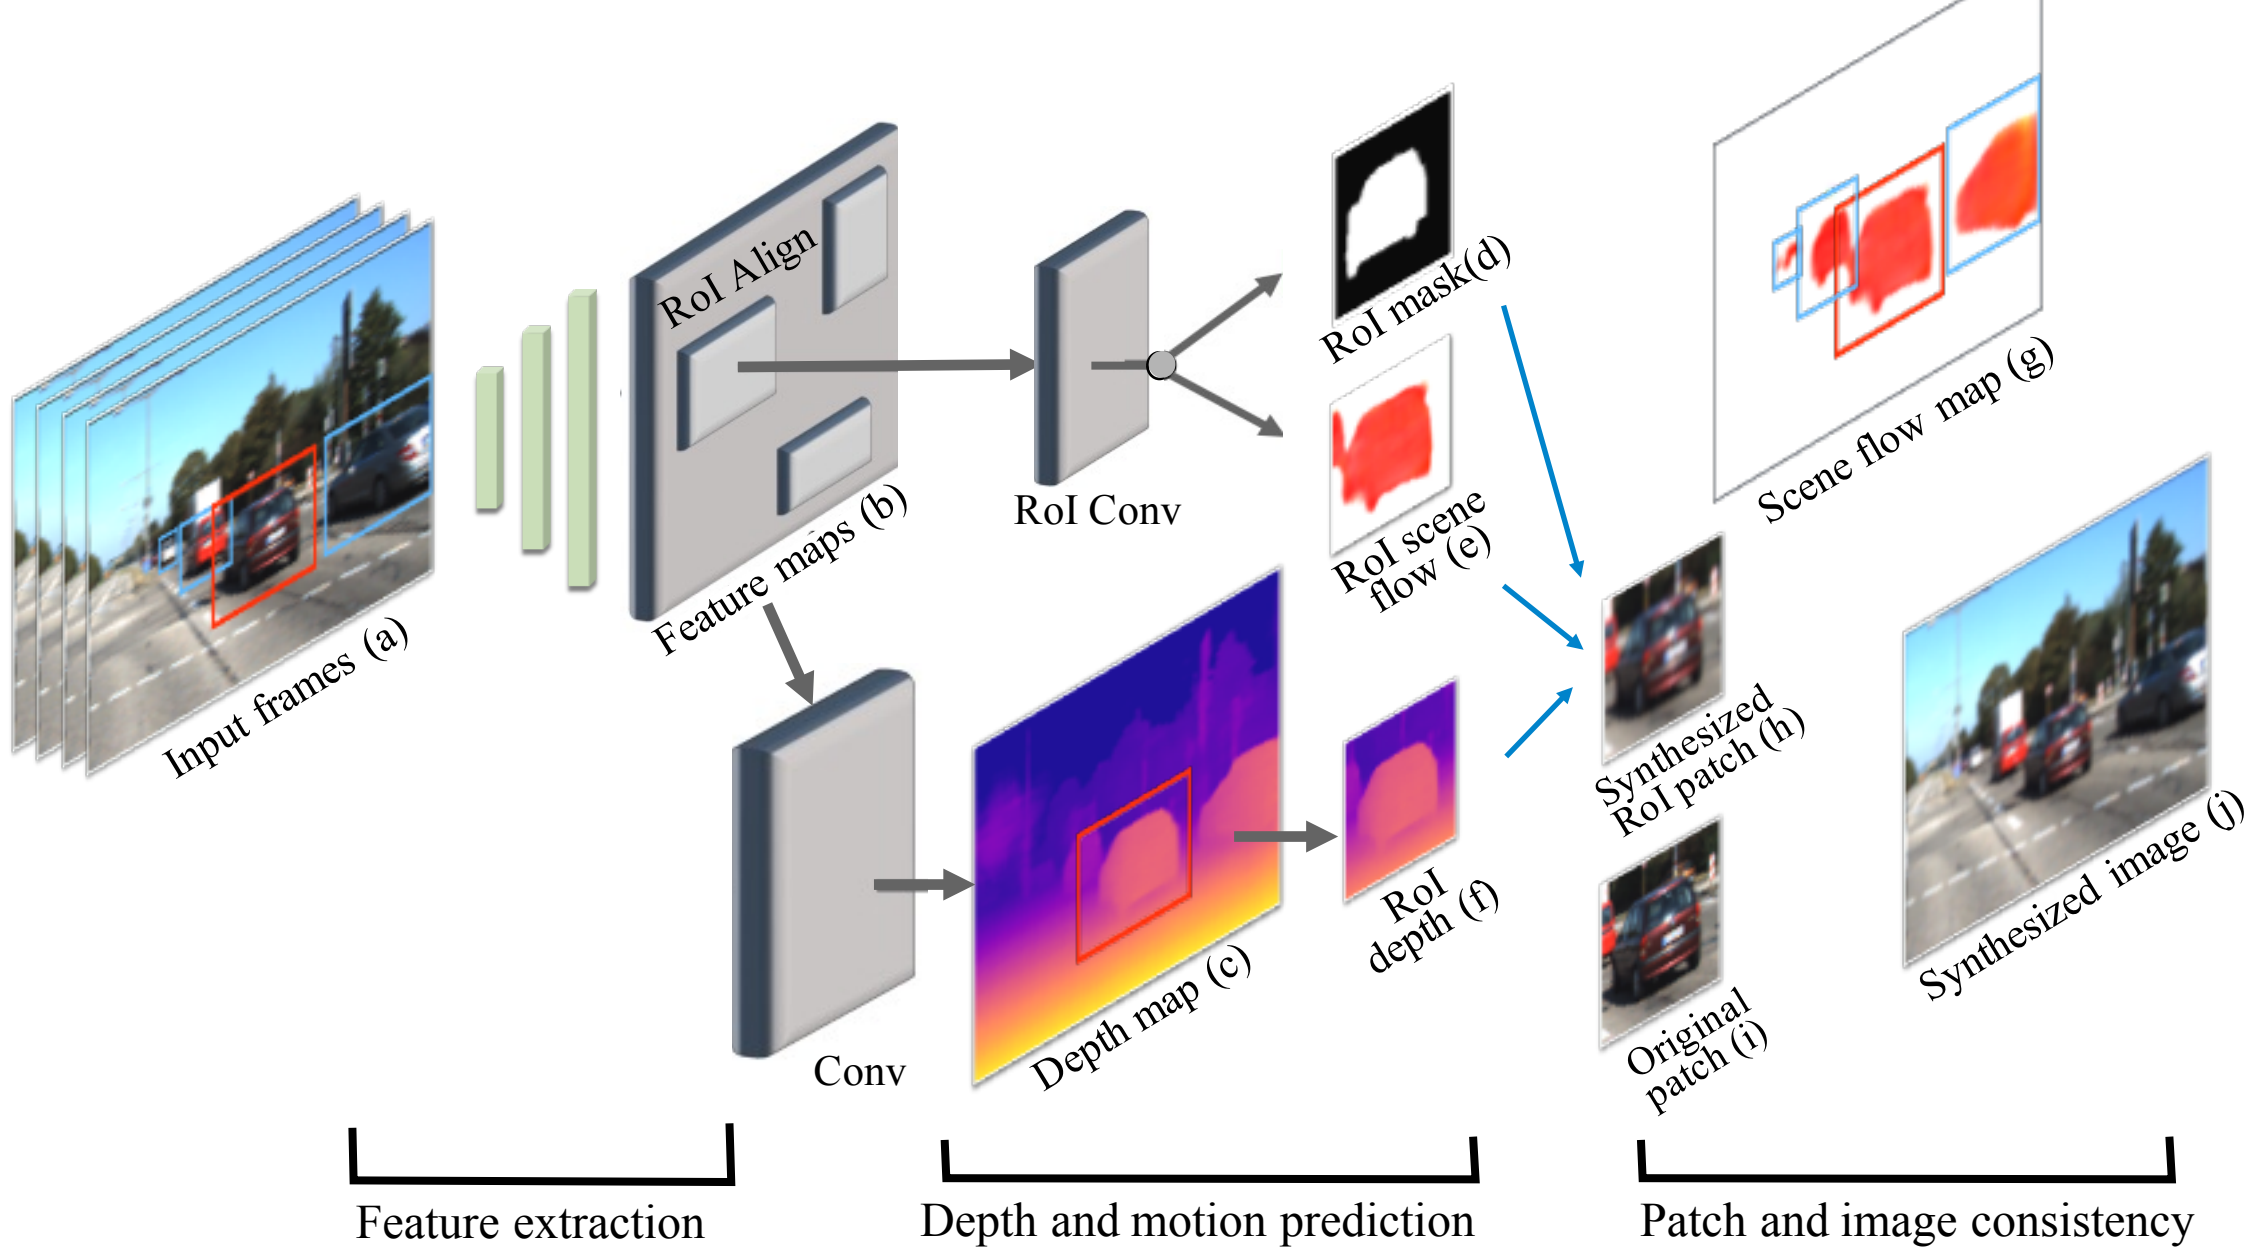 Input frames (a)
RoI Align
Feature maps (b)
RoI Conv
Conv
RoI mask(d)
RoI scene
flow (e)
Depth map (c)
RoI
depth (f)
Scene flow map (g)
Synthesized
RoI patch (h)
Original
patch (i)
Synthesized image (j)
Feature extraction
Depth and motion prediction
Patch and image consistency